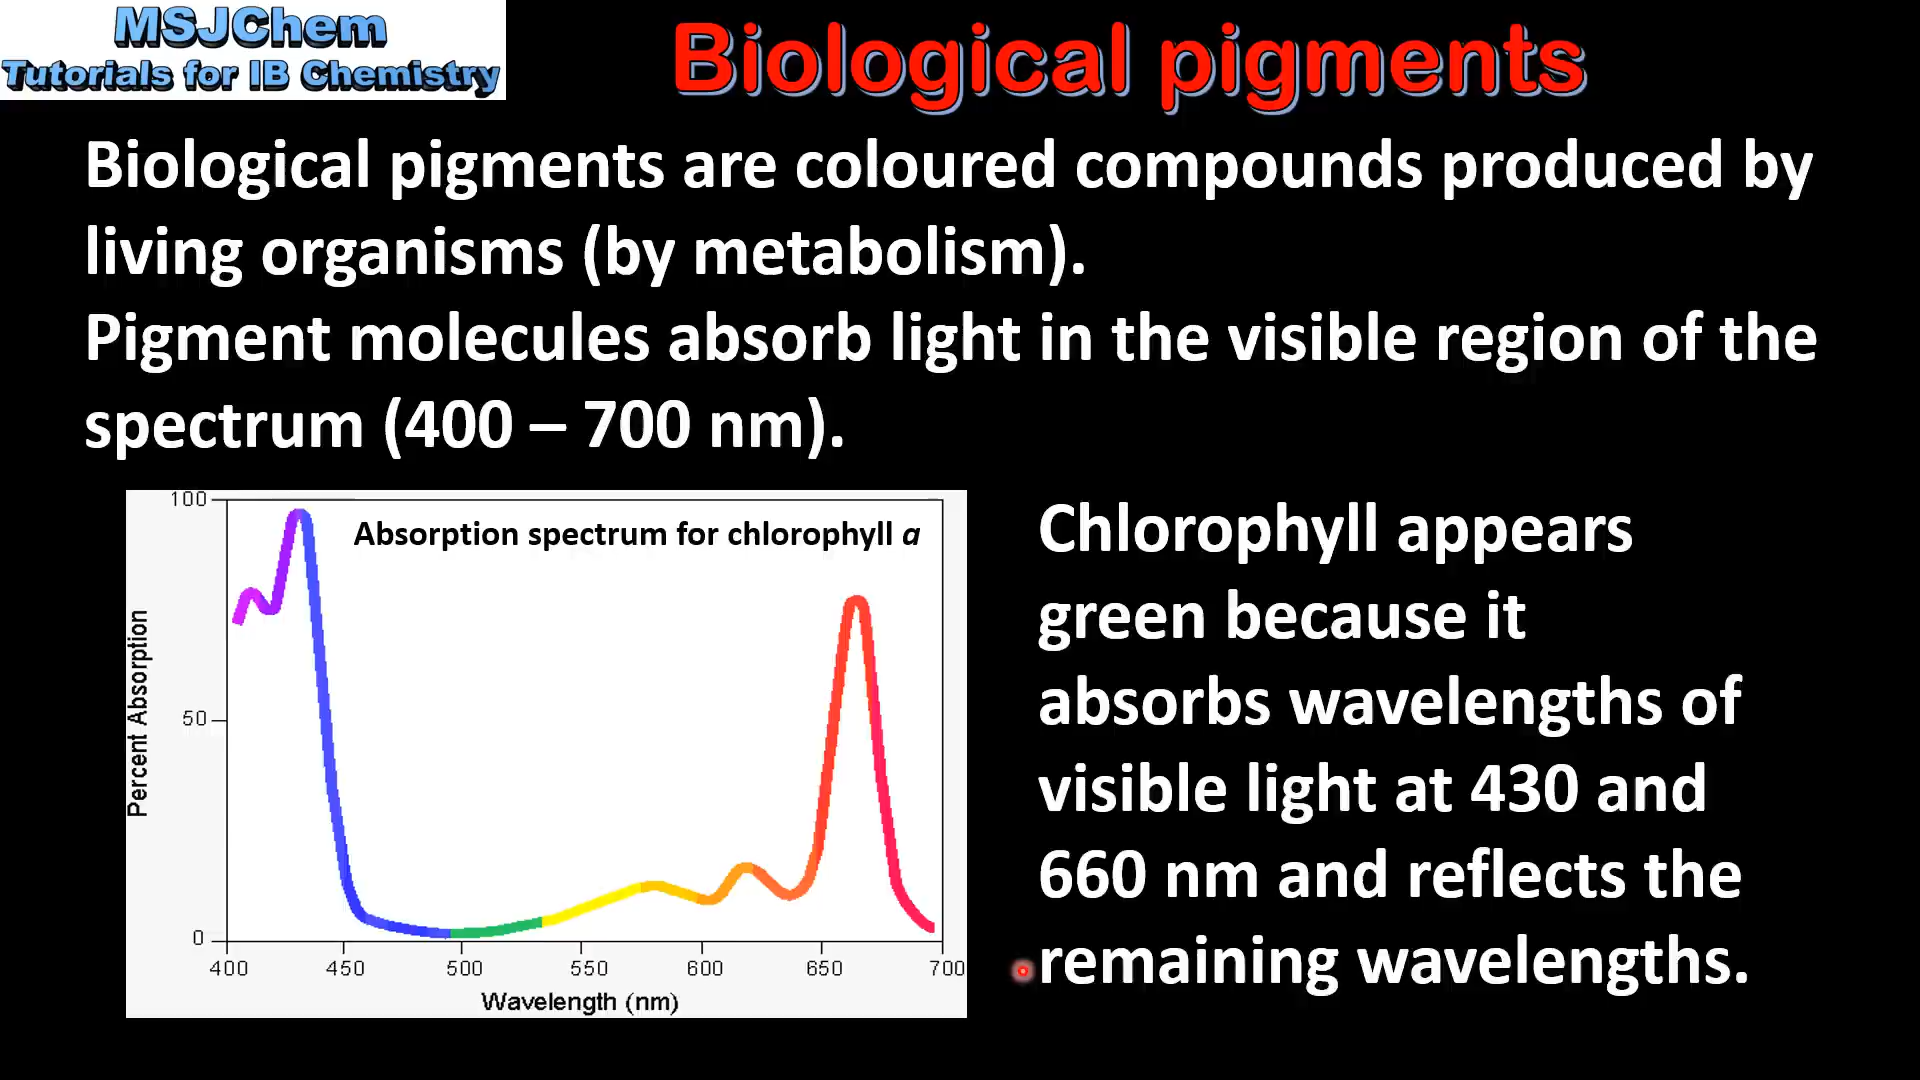 MSJChem
Tutorials for IB Chemistry
Biological pigments
Biological pigments are coloured compounds produced by
living organisms (by metabolism).
Pigment molecules absorb light in the visible region of the
spectrum (400 – 700 nm).
Absorption spectrum for chlorophyll a
Percent Absorption
100
50
0
400 450 500 550 600 650 700
Wavelength (nm)
Chlorophyll appears
green because it
absorbs wavelengths of
visible light at 430 and
660 nm and reflects the
remaining wavelengths.